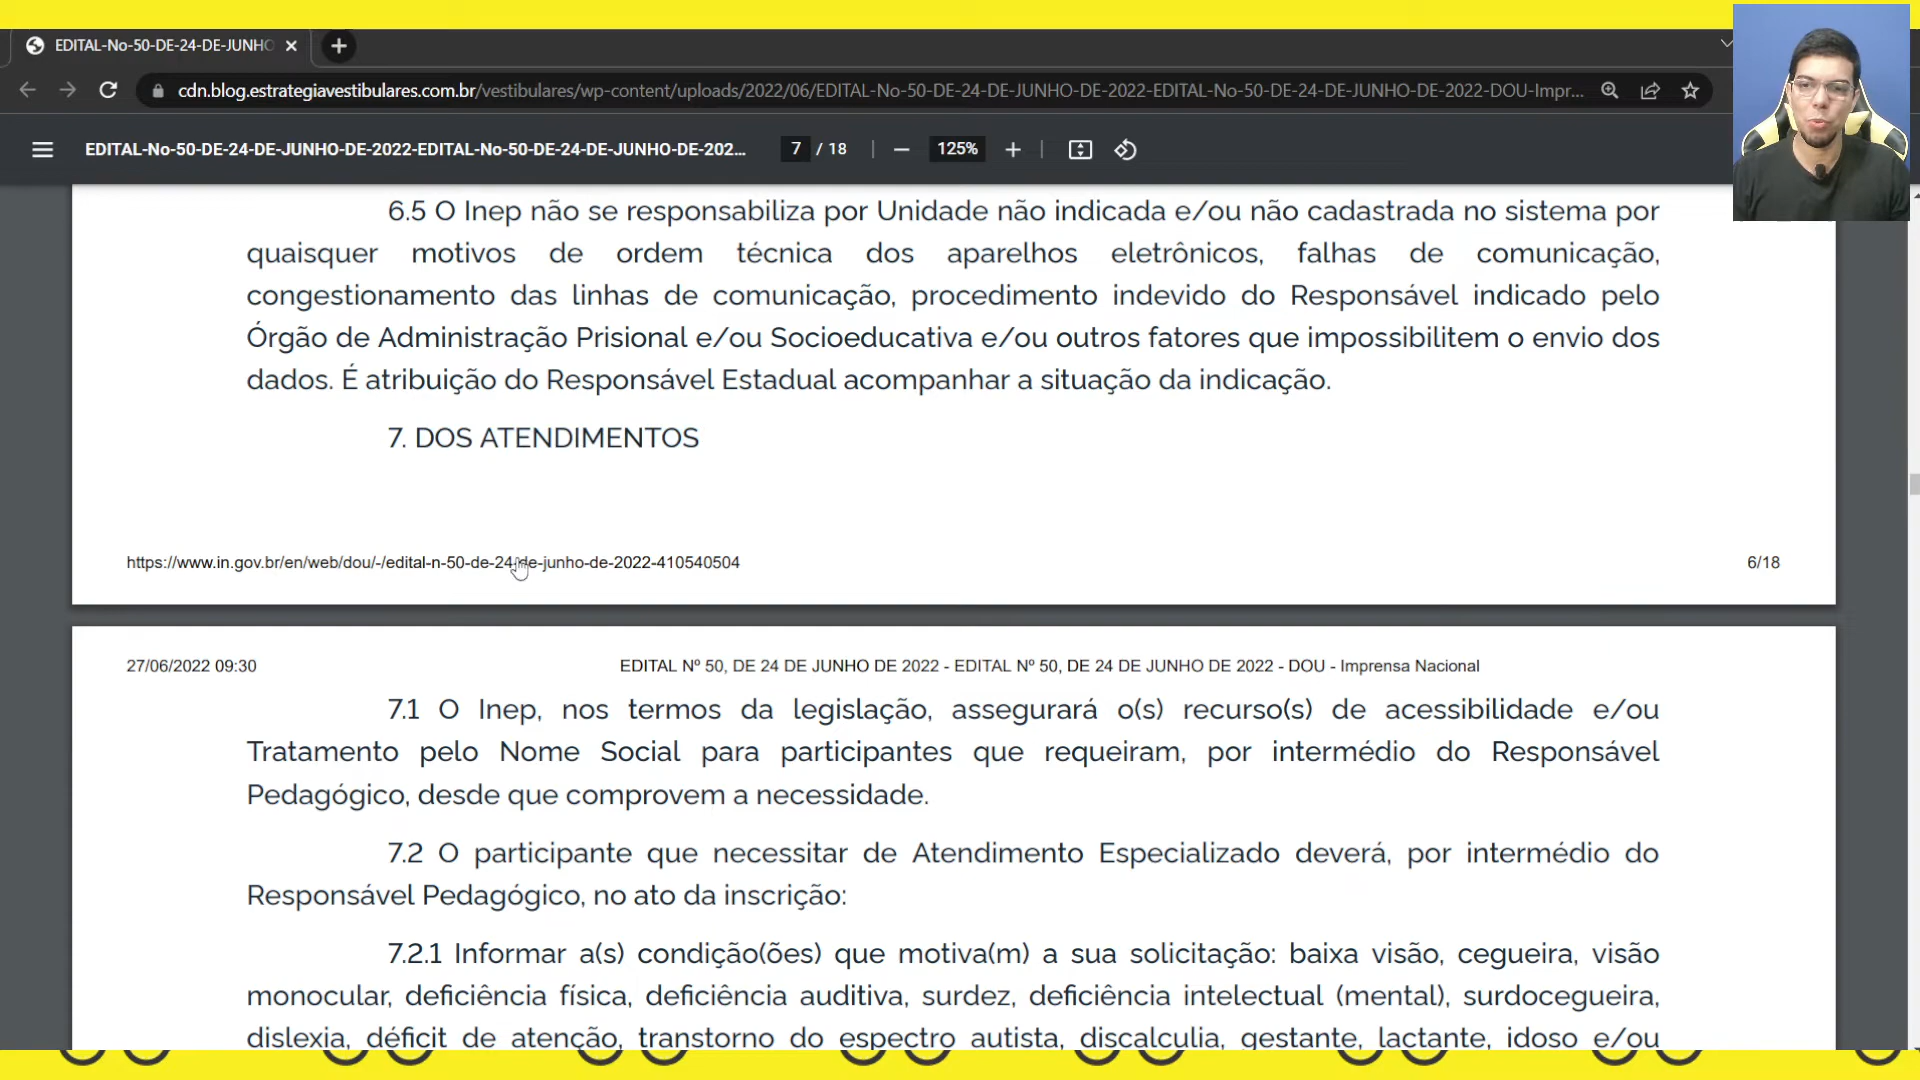 EDITAL-No-50-DE-24-DE-JUNHO
cdn.blog.estrategiavestibulares.com.br/vestibulares/wp-content/uploads/2022/06/EDITAL-No-50-DE-24-DE-JUNHO-DE-2022-EDITAL-No-50-DE-24-DE-JUNHO-DE-2022-DOU-Impr...
EDITAL-No-50-DE-24-DE-JUNHO-DE-2022-EDITAL-No-50-DE-24-DE-JUNHO-DE-202... 7 / 18 125%
6.5 O Inep não se responsabiliza por Unidade não indicada e/ou não cadastrada no sistema por
quaisquer motivos de ordem técnica dos aparelhos eletrônicos, falhas de comunicação,
congestionamento das linhas de comunicação, procedimento indevido do Responsável indicado pelo
Órgão de Administração Prisional e/ou Socioeducativa e/ou outros fatores que impossibilitem o envio dos
dados. É atribuição do Responsável Estadual acompanhar a situação da indicação.
7. DOS ATENDIMENTOS
https://www.in.gov.br/en/web/dou/-/edital-n-50-de-24-de-junho-de-2022-410540504 6/18
27/06/2022 09:30 EDITAL Nº 50, DE 24 DE JUNHO DE 2022 - EDITAL Nº 50, DE 24 DE JUNHO DE 2022 - DOU - Imprensa Nacional
7.1 O Inep, nos termos da legislação, assegurará o(s) recurso(s) de acessibilidade e/ou
Tratamento pelo Nome Social para participantes que requeiram, por intermédio do Responsável
Pedagógico, desde que comprovem a necessidade.
7.2 O participante que necessitar de Atendimento Especializado deverá, por intermédio do
Responsável Pedagógico, no ato da inscrição:
7.2.1 Informar a(s) condição(ões) que motiva(m) a sua solicitação: baixa visão, cegueira, visão
monocular, deficiência física, deficiência auditiva, surdez, deficiência intelectual (mental), surdocegueira,
dislexia, déficit de atenção, transtorno do espectro autista, discalculia, gestante, lactante, idoso e/ou